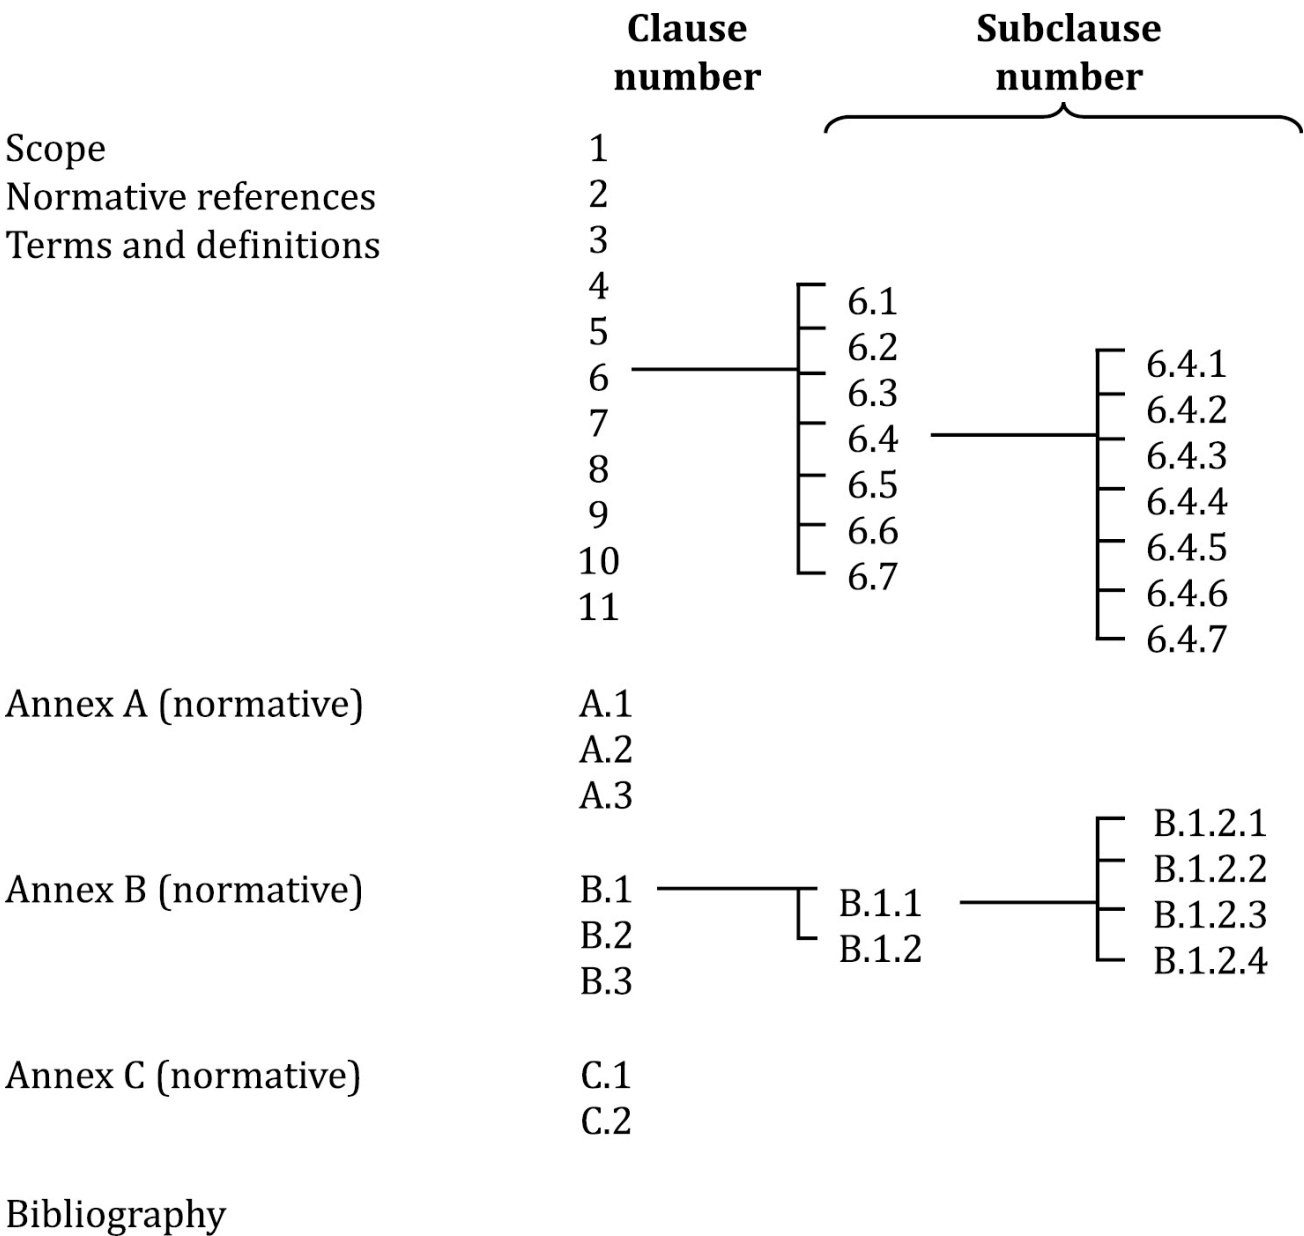 Clause number
Subclause number
Scope 1
Normative references 2
Terms and definitions 3
4
5
6
7
8
9
10
11
6.1
6.2
6.3
6.4
6.5
6.6
6.7
6.4.1
6.4.2
6.4.3
6.4.4
6.4.5
6.4.6
6.4.7
Annex A (normative) A.1
A.2
A.3
Annex B (normative) B.1
B.2
B.3
B.1.1
B.1.2
B.1.2.1
B.1.2.2
B.1.2.3
B.1.2.4
Annex C (normative) C.1
C.2
Bibliography